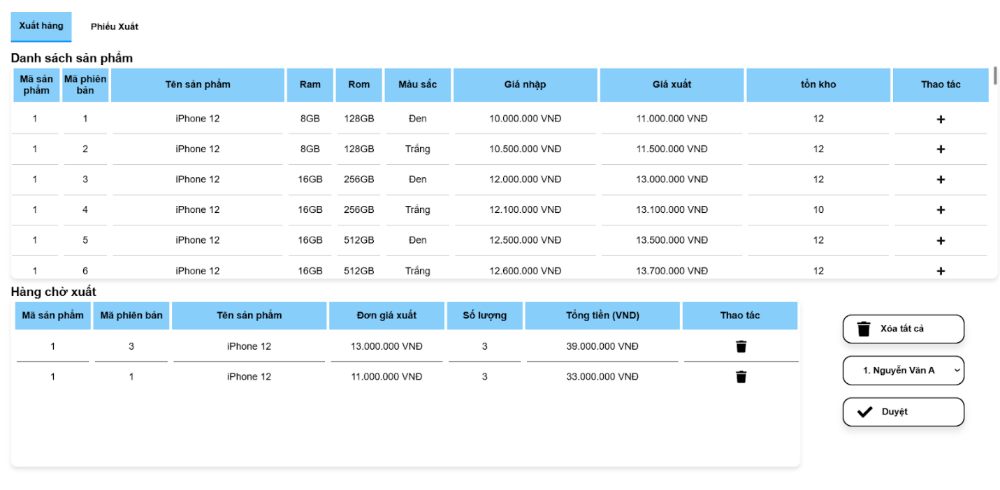 Xuất hàng Phiếu Xuất
Danh sách sản phẩm
Mã sản phẩm Mã phiên bản Tên sản phẩm Ram Rom Màu sắc Giá nhập Giá xuất tồn kho Thao tác
1 1 iPhone 12 8GB 128GB Đen 10.000.000 VNĐ 11.000.000 VNĐ 12 +
1 2 iPhone 12 8GB 128GB Trắng 10.500.000 VNĐ 11.500.000 VNĐ 12 +
1 3 iPhone 12 16GB 256GB Đen 12.000.000 VNĐ 13.000.000 VNĐ 12 +
1 4 iPhone 12 16GB 256GB Trắng 12.100.000 VNĐ 13.100.000 VNĐ 10 +
1 5 iPhone 12 16GB 512GB Đen 12.500.000 VNĐ 13.500.000 VNĐ 12 +
1 6 iPhone 12 16GB 512GB Trắng 12.600.000 VNĐ 13.700.000 VNĐ 12 +
Hàng chờ xuất
Mã sản phẩm Mã phiên bản Tên sản phẩm Đơn giá xuất Số lượng Tổng tiền (VND) Thao tác
1 3 iPhone 12 13.000.000 VNĐ 3 39.000.000 VNĐ
1 1 iPhone 12 11.000.000 VNĐ 3 33.000.000 VNĐ
Xóa tất cả
1. Nguyễn Văn A
Duyệt